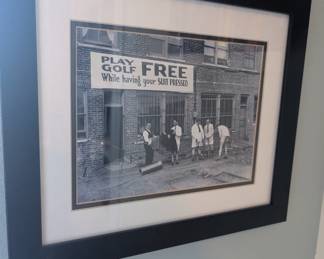 PLAY
GOLF FREE
While having your SUIT PRESSED